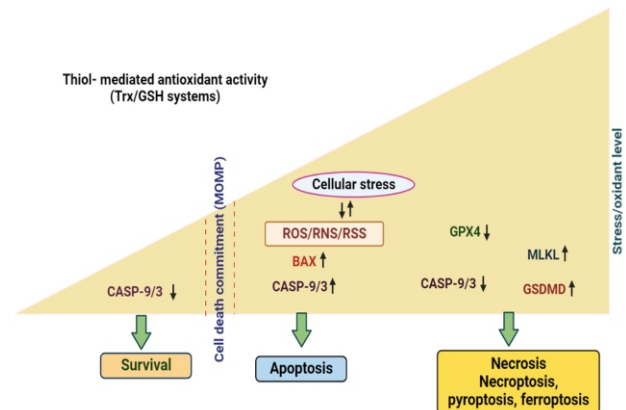 Thiol- mediated antioxidant activity
(Trx/GSH systems)
Cell death commitment (MOMP)
Stress/oxidant level
Cellular stress
ROS/RNS/RSS
BAX
CASP-9/3
CASP-9/3
GPX4
MLKL
CASP-9/3
GSDMD
Survival
Apoptosis
Necrosis
Necroptosis,
pyroptosis, ferroptosis